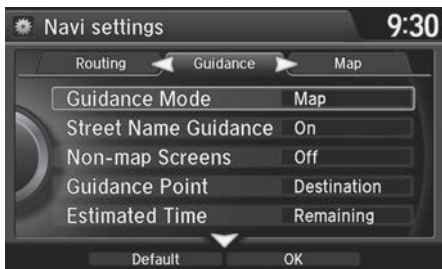 Navi settings 9:30
Routing Guidance Map
Guidance Mode Map
Street Name Guidance On
Non-map Screens Off
Guidance Point Destination
Estimated Time Remaining
Default OK